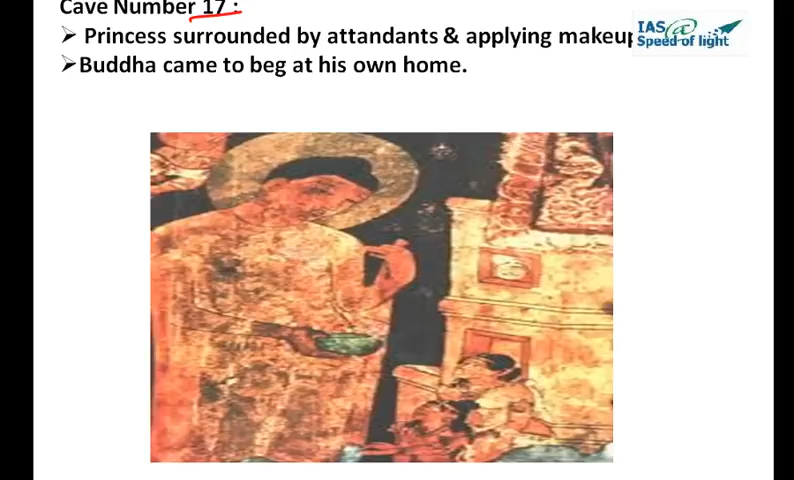 Cave Number 17 :
➤ Princess surrounded by attandants & applying makeup
➤Buddha came to beg at his own home.
IAS@
Speed of light